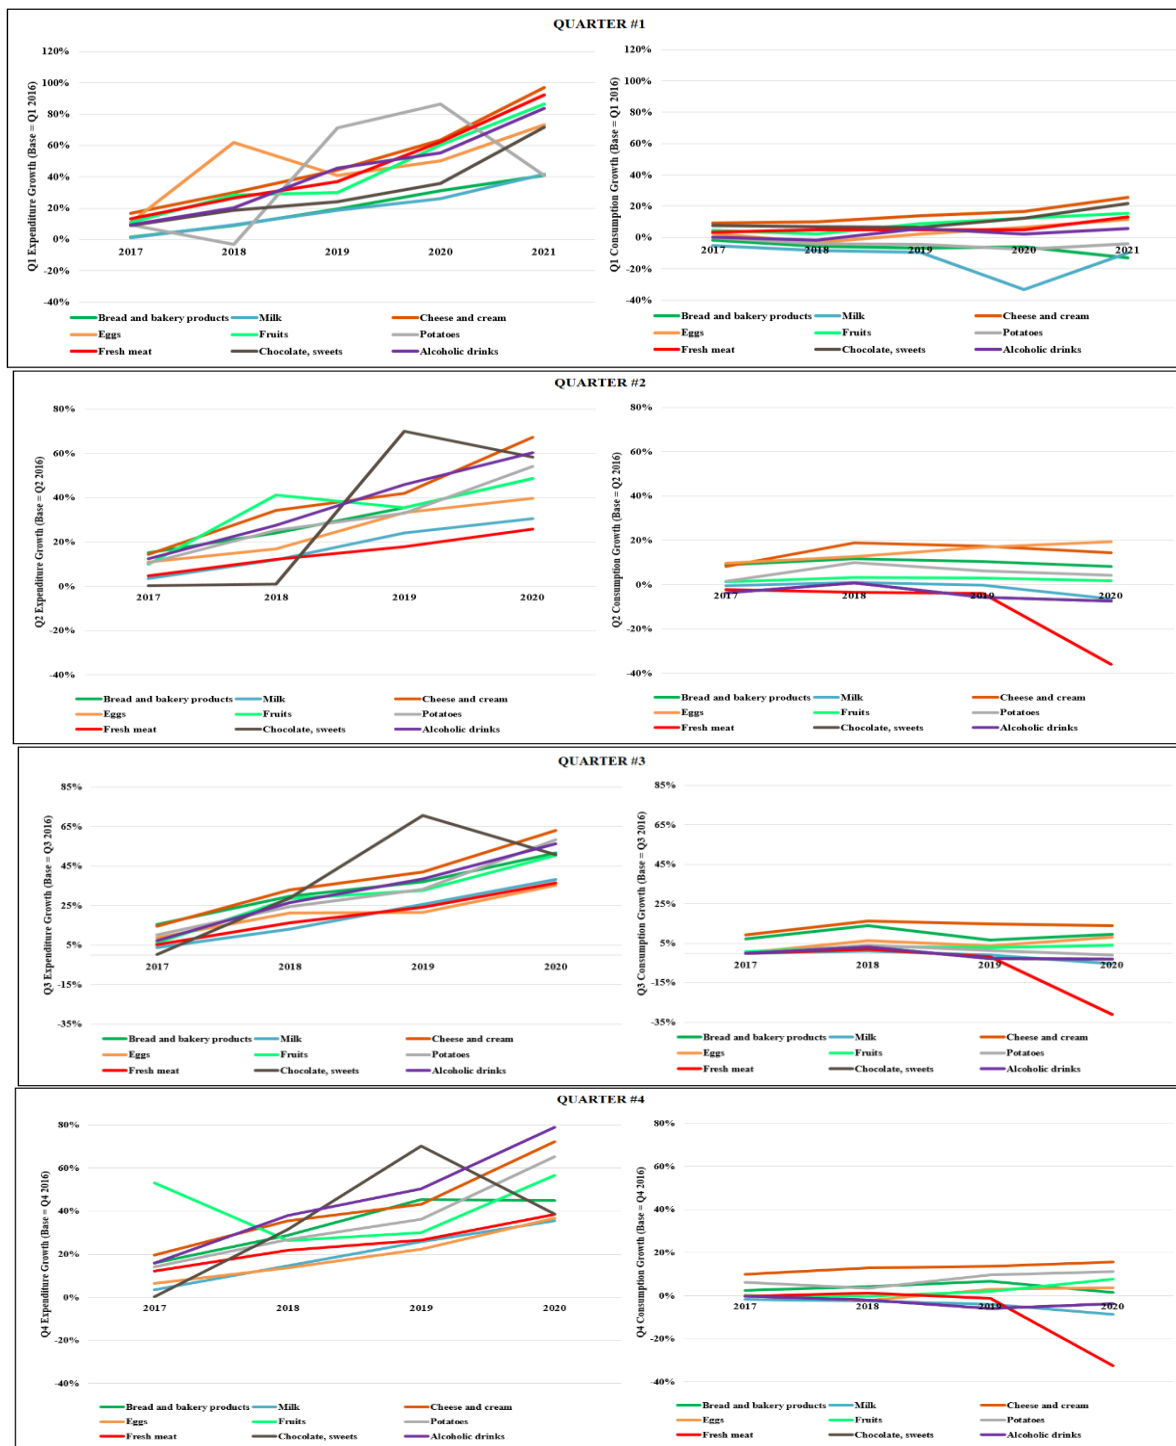 QUARTER #1
Q1 Expenditure Growth (Base = Q1 2016)
120%
100%
80%
60%
40%
20%
0%
-20%
-40%
2017 2018 2019 2020 2021
Bread and bakery products Milk Cheese and cream
Eggs Fruits Potatoes
Fresh meat Chocolate, sweets Alcoholic drinks
Q1 Consumption Growth (Base = Q1 2016)
120%
100%
80%
60%
40%
20%
0%
-20%
-40%
2017 2018 2019 2020 2021
Bread and bakery products Milk Cheese and cream
Eggs Fruits Potatoes
Fresh meat Chocolate, sweets Alcoholic drinks
QUARTER #2
Q2 Expenditure Growth (Base = Q2 2016)
80%
60%
40%
20%
0%
-20%
-40%
2017 2018 2019 2020
Bread and bakery products Milk Cheese and cream
Eggs Fruits Potatoes
Fresh meat Chocolate, sweets Alcoholic drinks
Q2 Consumption Growth (Base = Q2 2016)
80%
60%
40%
20%
0%
-20%
-40%
2017 2018 2019 2020
Bread and bakery products Milk Cheese and cream
Eggs Fruits Potatoes
Fresh meat Chocolate, sweets Alcoholic drinks
QUARTER #3
Q3 Expenditure Growth (Base = Q3 2016)
85%
65%
45%
25%
5%
-15%
-35%
2017 2018 2019 2020
Bread and bakery products Milk Cheese and cream
Eggs Fruits Potatoes
Fresh meat Chocolate, sweets Alcoholic drinks
Q3 Consumption Growth (Base = Q3 2016)
85%
65%
45%
25%
5%
-15%
-35%
2017 2018 2019 2020
Bread and bakery products Milk Cheese and cream
Eggs Fruits Potatoes
Fresh meat Chocolate, sweets Alcoholic drinks
QUARTER #4
Q4 Expenditure Growth (Base = Q4 2016)
80%
60%
40%
20%
0%
-20%
-40%
2017 2018 2019 2020
Bread and bakery products Milk Cheese and cream
Eggs Fruits Potatoes
Fresh meat Chocolate, sweets Alcoholic drinks
Q4 Consumption Growth (Base = Q4 2016)
80%
60%
40%
20%
0%
-20%
-40%
2017 2018 2019 2020
Bread and bakery products Milk Cheese and cream
Eggs Fruits Potatoes
Fresh meat Chocolate, sweets Alcoholic drinks